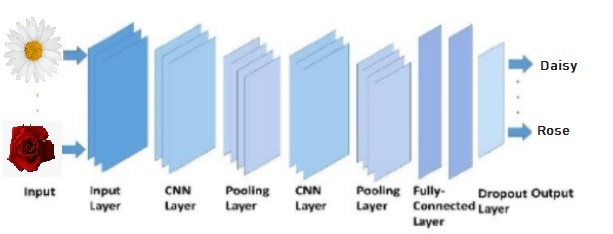 Daisy
Rose
Input
Input
Layer
CNN
Layer
Pooling
Layer
CNN
Layer
Pooling
Layer
Fully-
Connected
Layer
Dropout
Layer
Output